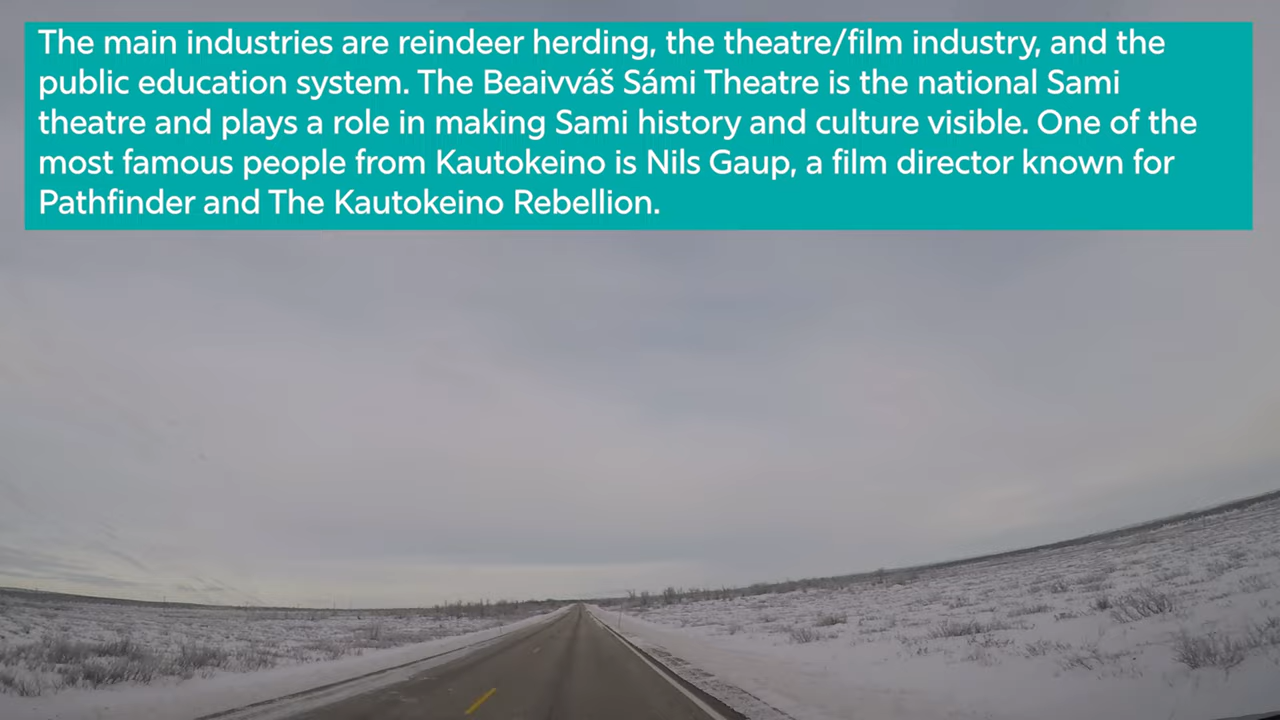 The main industries are reindeer herding, the theatre/film industry, and the
public education system. The Beaivváš Sámi Theatre is the national Sami
theatre and plays a role in making Sami history and culture visible. One of the
most famous people from Kautokeino is Nils Gaup, a film director known for
Pathfinder and The Kautokeino Rebellion.